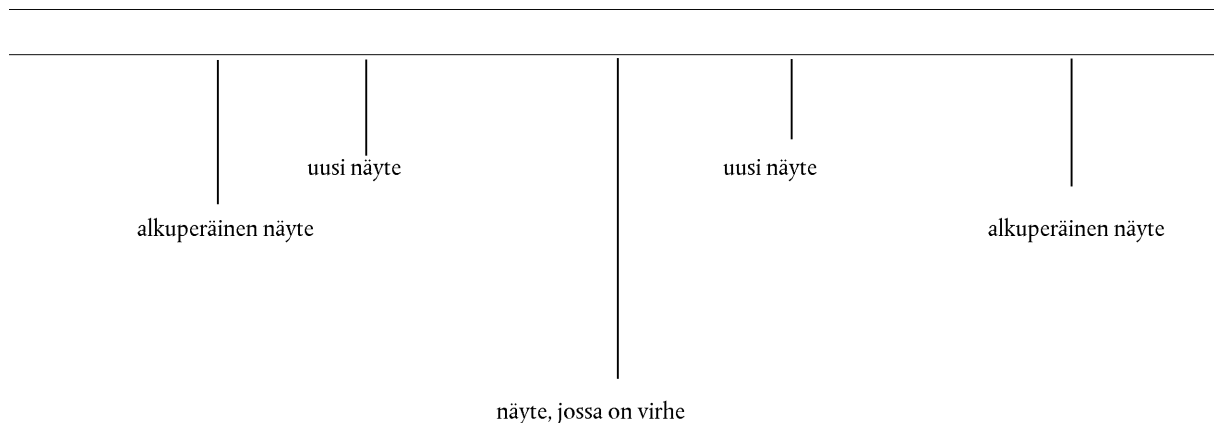 uusi näyte
uusi näyte
alkuperäinen näyte
alkuperäinen näyte
näyte, jossa on virhe